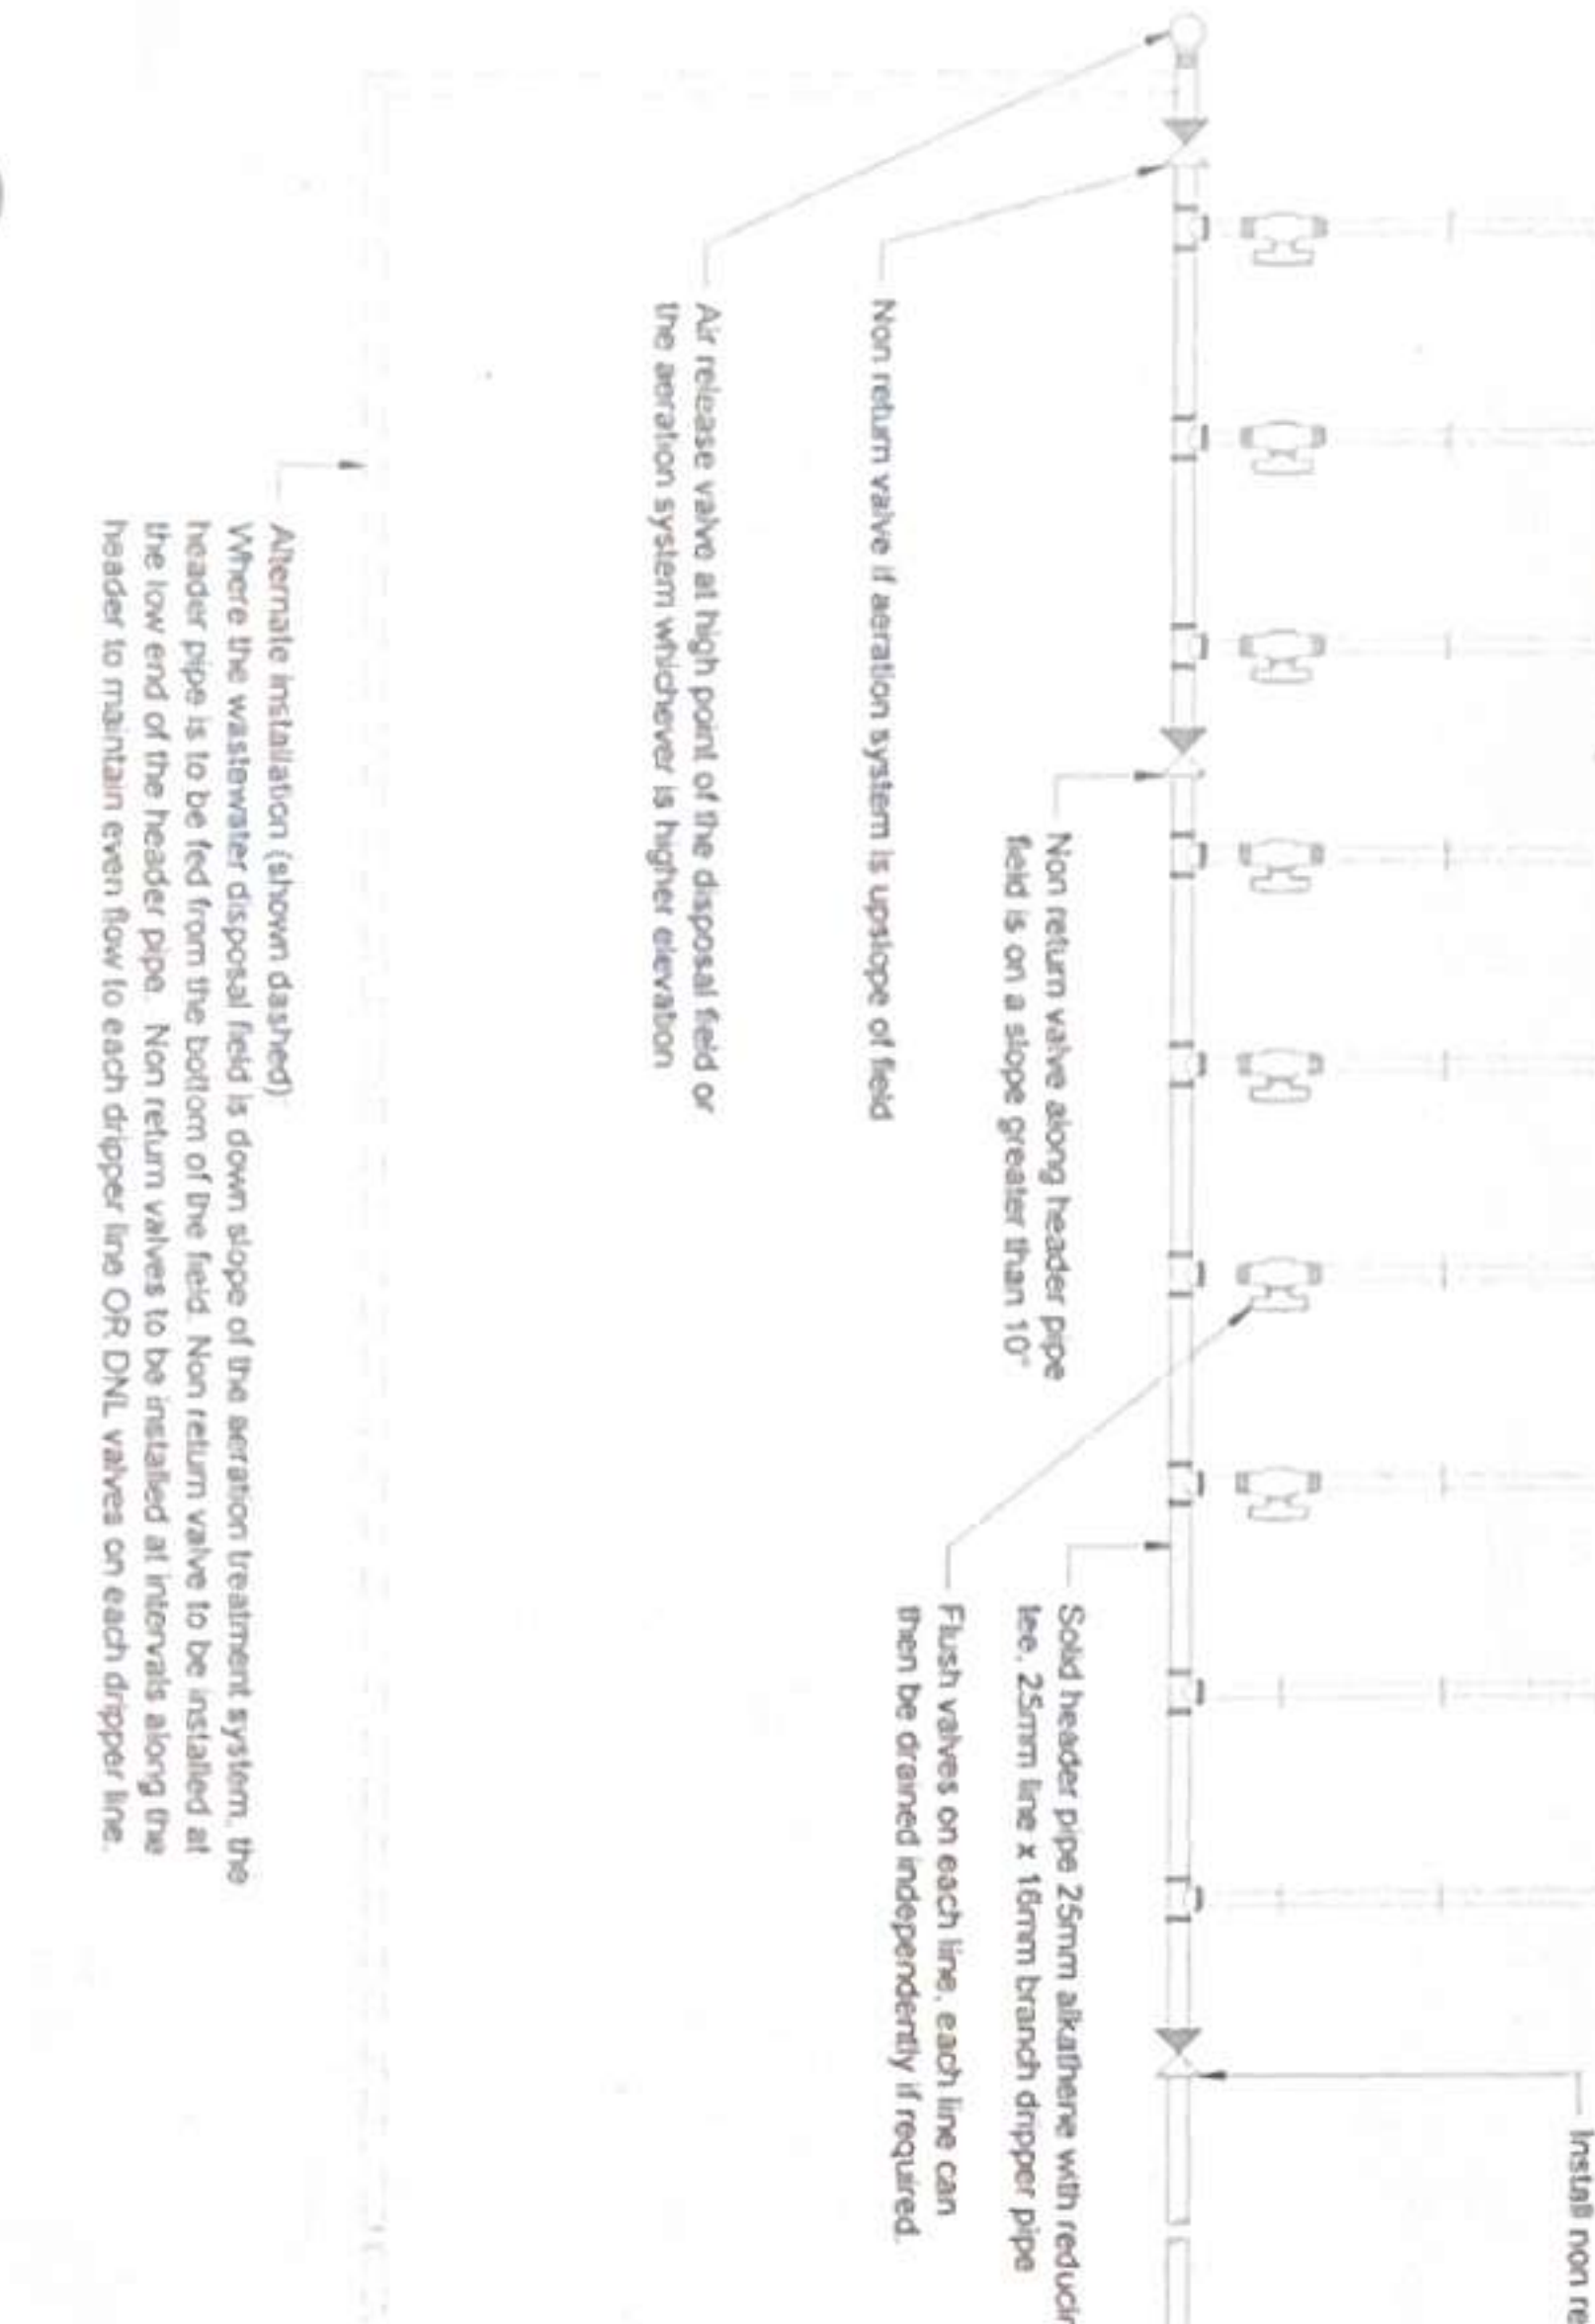 Install non re
Solid header pipe 25mm alkathene with reducin
tee, 25mm line x 16mm branch dripper pipe
Non return valve along header pipe
field is on a slope greater than 10°
Flush valves on each line, each line can
then be drained independently if required.
Non return valve if aeration system is upslope of field
Air release valve at high point of the disposal field or
the aeration system whichever is higher elevation
Alternate installation (shown dashed)
Where the wastewater disposal field is down slope of the aeration treatment system, the
header pipe is to be fed from the bottom of the field. Non return valve to be installed at
the low end of the header pipe. Non return valves to be installed at intervals along the
header to maintain even flow to each dripper line OR DNL valves on each dripper line.